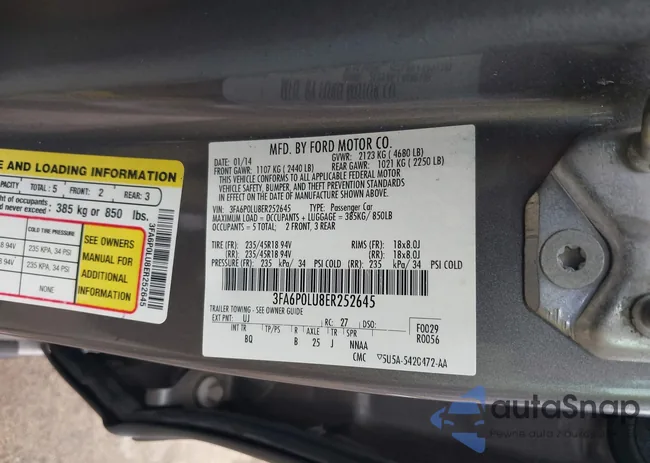 E AND LOADING INFORMATION
APACITY TOTAL: 5 FRONT: 2 REAR: 3
ght of occupants
d never exceed: 385 kg or 850 lbs.
COLD TIRE PRESSURE
18 94V 235 KPA, 34 PSI
18 94V 235 KPA, 34 PSI
NONE
SEE OWNERS
MANUAL FOR
ADDITIONAL
INFORMATION
3FA6P0LU8ER252645
MFD. BY FORD MOTOR CO.
DATE: 01/14 GVWR: 2123 KG (4680 LB)
FRONT GAWR: 1107 KG (2440 LB) REAR GAWR: 1021 KG (2250 LB)
THIS VEHICLE CONFORMS TO ALL APPLICABLE FEDERAL MOTOR
VEHICLE SAFETY, BUMPER, AND THEFT PREVENTION STANDARDS
IN EFFECT ON THE DATE OF MANUFACTURE SHOWN ABOVE.
VEHICLE: 3FA6P0LU8ER252645 TYPE: Passenger Car
MAXIMUM LOAD = OCCUPANTS + LUGGAGE = 385KG/850LB
OCCUPANTS = 5 TOTAL: 2 FRONT, 3 REAR
TIRE (FR): 235/45R18 94V RIMS (FR): 18x8.0J
(RR): 235/45R18 94V (RR): 18x8.0J
PRESSURE (FR): 235 kPa/ 34 PSI COLD (RR): 235 kPa/ 34 PSI COLD
3FA6P0LU8ER252645
TRAILER TOWING - SEE OWNER GUIDE
EXT PNT: UJ RC: 27 DSO: F0029
INT TR TP/PS R AXLE TR SPR R0056
BQ B 25 J NNAA
CMC 5U5A-5420472-AA
autoSnap